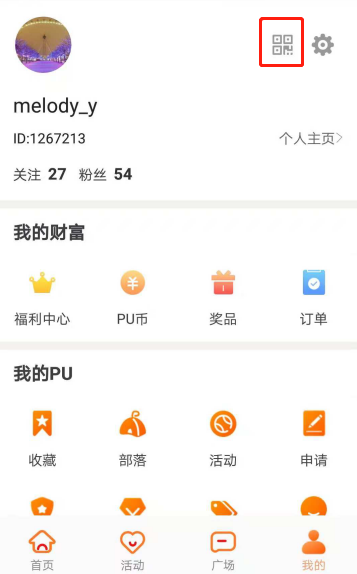 melody_y
ID:1267213 个人主页>
关注 27 粉丝 54
我的财富
福利中心 PU币 奖品 订单
我的PU
收藏 部落 活动 申请
首页 活动 广场 我的